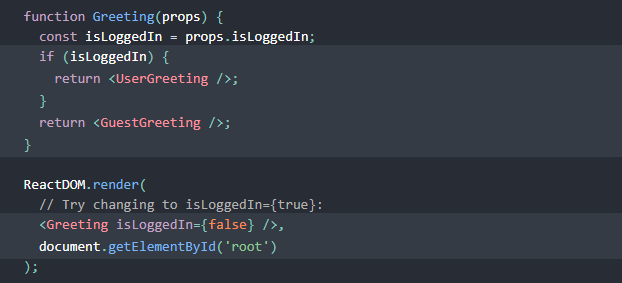 function Greeting(props) {
  const isLoggedIn = props.isLoggedIn;
  if (isLoggedIn) {
    return <UserGreeting />;
  }
  return <GuestGreeting />;
}

ReactDOM.render(
  // Try changing to isLoggedIn={true}:
  <Greeting isLoggedIn={false} />,
  document.getElementById('root')
);